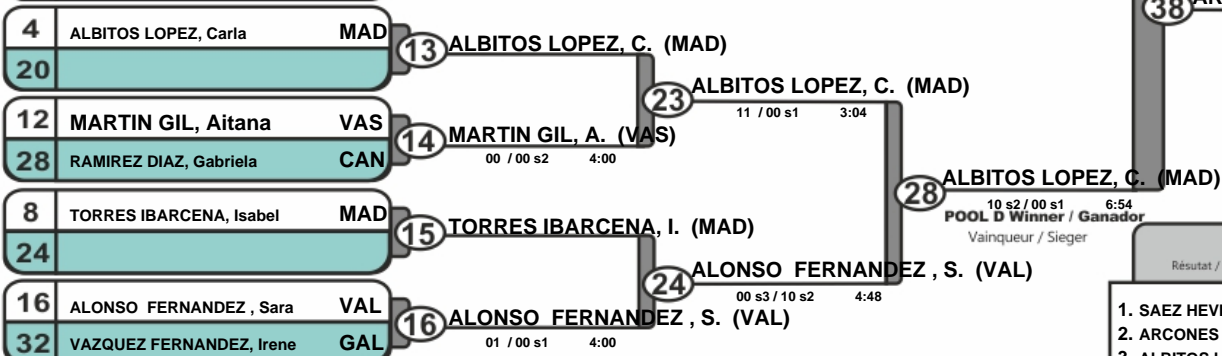 38
4 ALBITOS LOPEZ, Carla MAD
20
13 ALBITOS LOPEZ, C. (MAD)
23 ALBITOS LOPEZ, C. (MAD)
11 / 00 s1 3:04
12 MARTIN GIL, Aitana VAS
28 RAMIREZ DIAZ, Gabriela CAN
14 MARTIN GIL, A. (VAS)
00 / 00 s2 4:00
28 ALBITOS LOPEZ, C. (MAD)
10 s2 / 00 s1 6:54
POOL D Winner / Ganador
Vainqueur / Sieger
8 TORRES IBARCENA, Isabel MAD
24
15 TORRES IBARCENA, I. (MAD)
24 ALONSO FERNANDEZ , S. (VAL)
00 s3 / 10 s2 4:48
16 ALONSO FERNANDEZ , Sara VAL
32 VAZQUEZ FERNANDEZ, Irene GAL
16 ALONSO FERNANDEZ , S. (VAL)
01 / 00 s1 4:00
Résutat /
1. SAEZ HEVI
2. ARCONES